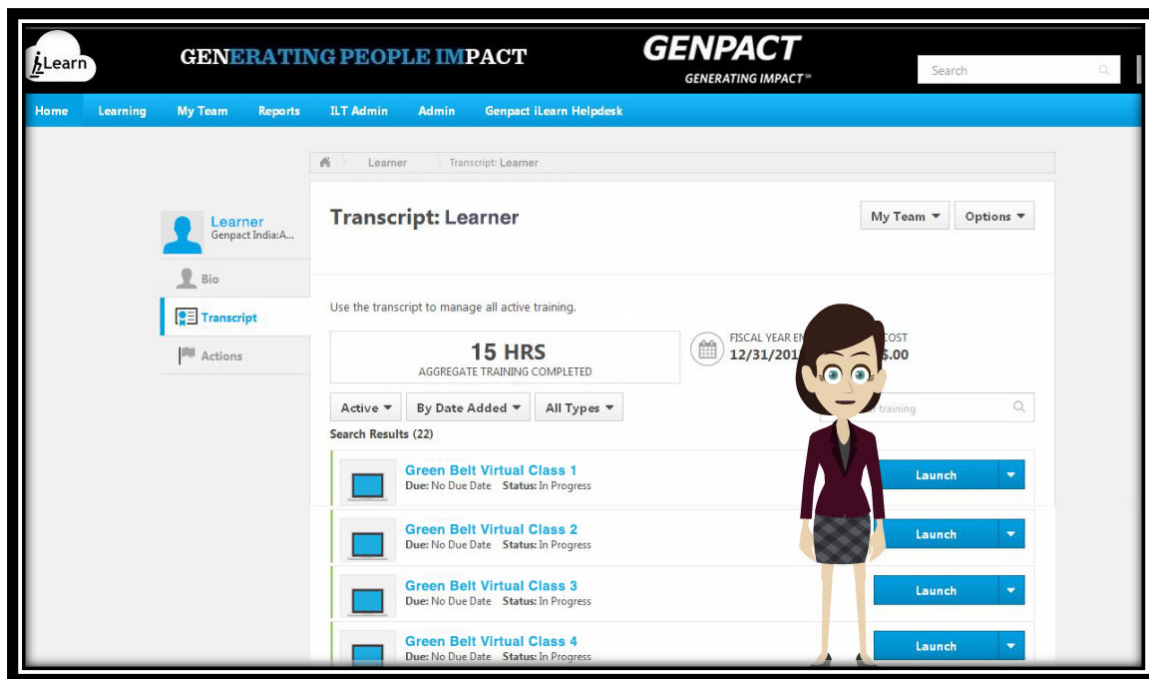 iLearn
GENERATING PEOPLE IMPACT
GENPACT
GENERATING IMPACT℠
Search
Home Learning My Team Reports ILT Admin Admin Genpact iLearn Helpdesk
Learner Transcript: Learner
Learner
Genpact India:A...
Bio
Transcript
Actions
Transcript: Learner
My Team Options
Use the transcript to manage all active training.
15 HRS
AGGREGATE TRAINING COMPLETED
FISCAL YEAR COST
12/31/201 .00
Active By Date Added All Types
training
Search Results (22)
Green Belt Virtual Class 1
Due: No Due Date Status: In Progress
Launch
Green Belt Virtual Class 2
Due: No Due Date Status: In Progress
Launch
Green Belt Virtual Class 3
Due: No Due Date Status: In Progress
Launch
Green Belt Virtual Class 4
Due: No Due Date Status: In Progress
Launch